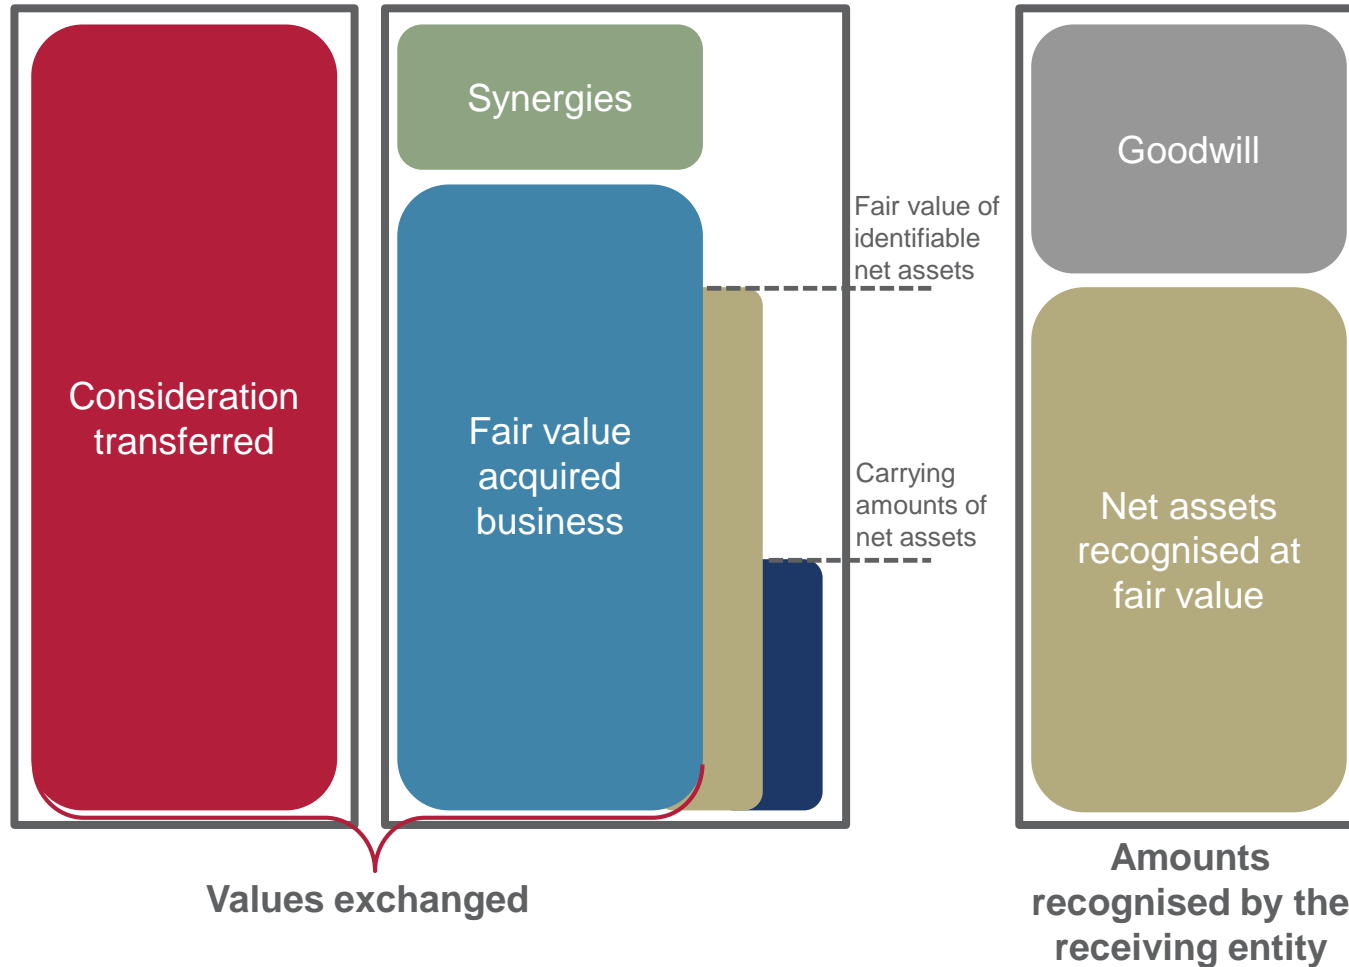 Consideration
transferred
Synergies
Fair value
acquired
business
Fair value of
identifiable
net assets
Carrying
amounts of
net assets
Goodwill
Net assets
recognised at
fair value
Values exchanged
Amounts
recognised by the
receiving entity